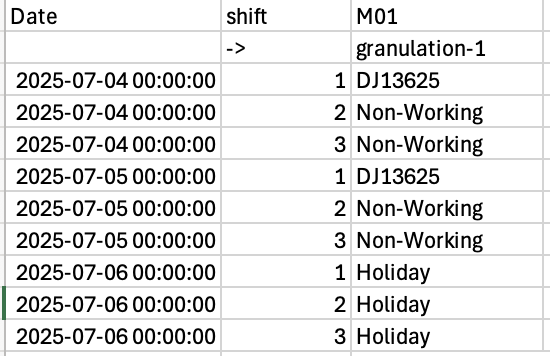 Date shift M01
-> granulation-1
2025-07-04 00:00:00 1 DJ13625
2025-07-04 00:00:00 2 Non-Working
2025-07-04 00:00:00 3 Non-Working
2025-07-05 00:00:00 1 DJ13625
2025-07-05 00:00:00 2 Non-Working
2025-07-05 00:00:00 3 Non-Working
2025-07-06 00:00:00 1 Holiday
2025-07-06 00:00:00 2 Holiday
2025-07-06 00:00:00 3 Holiday